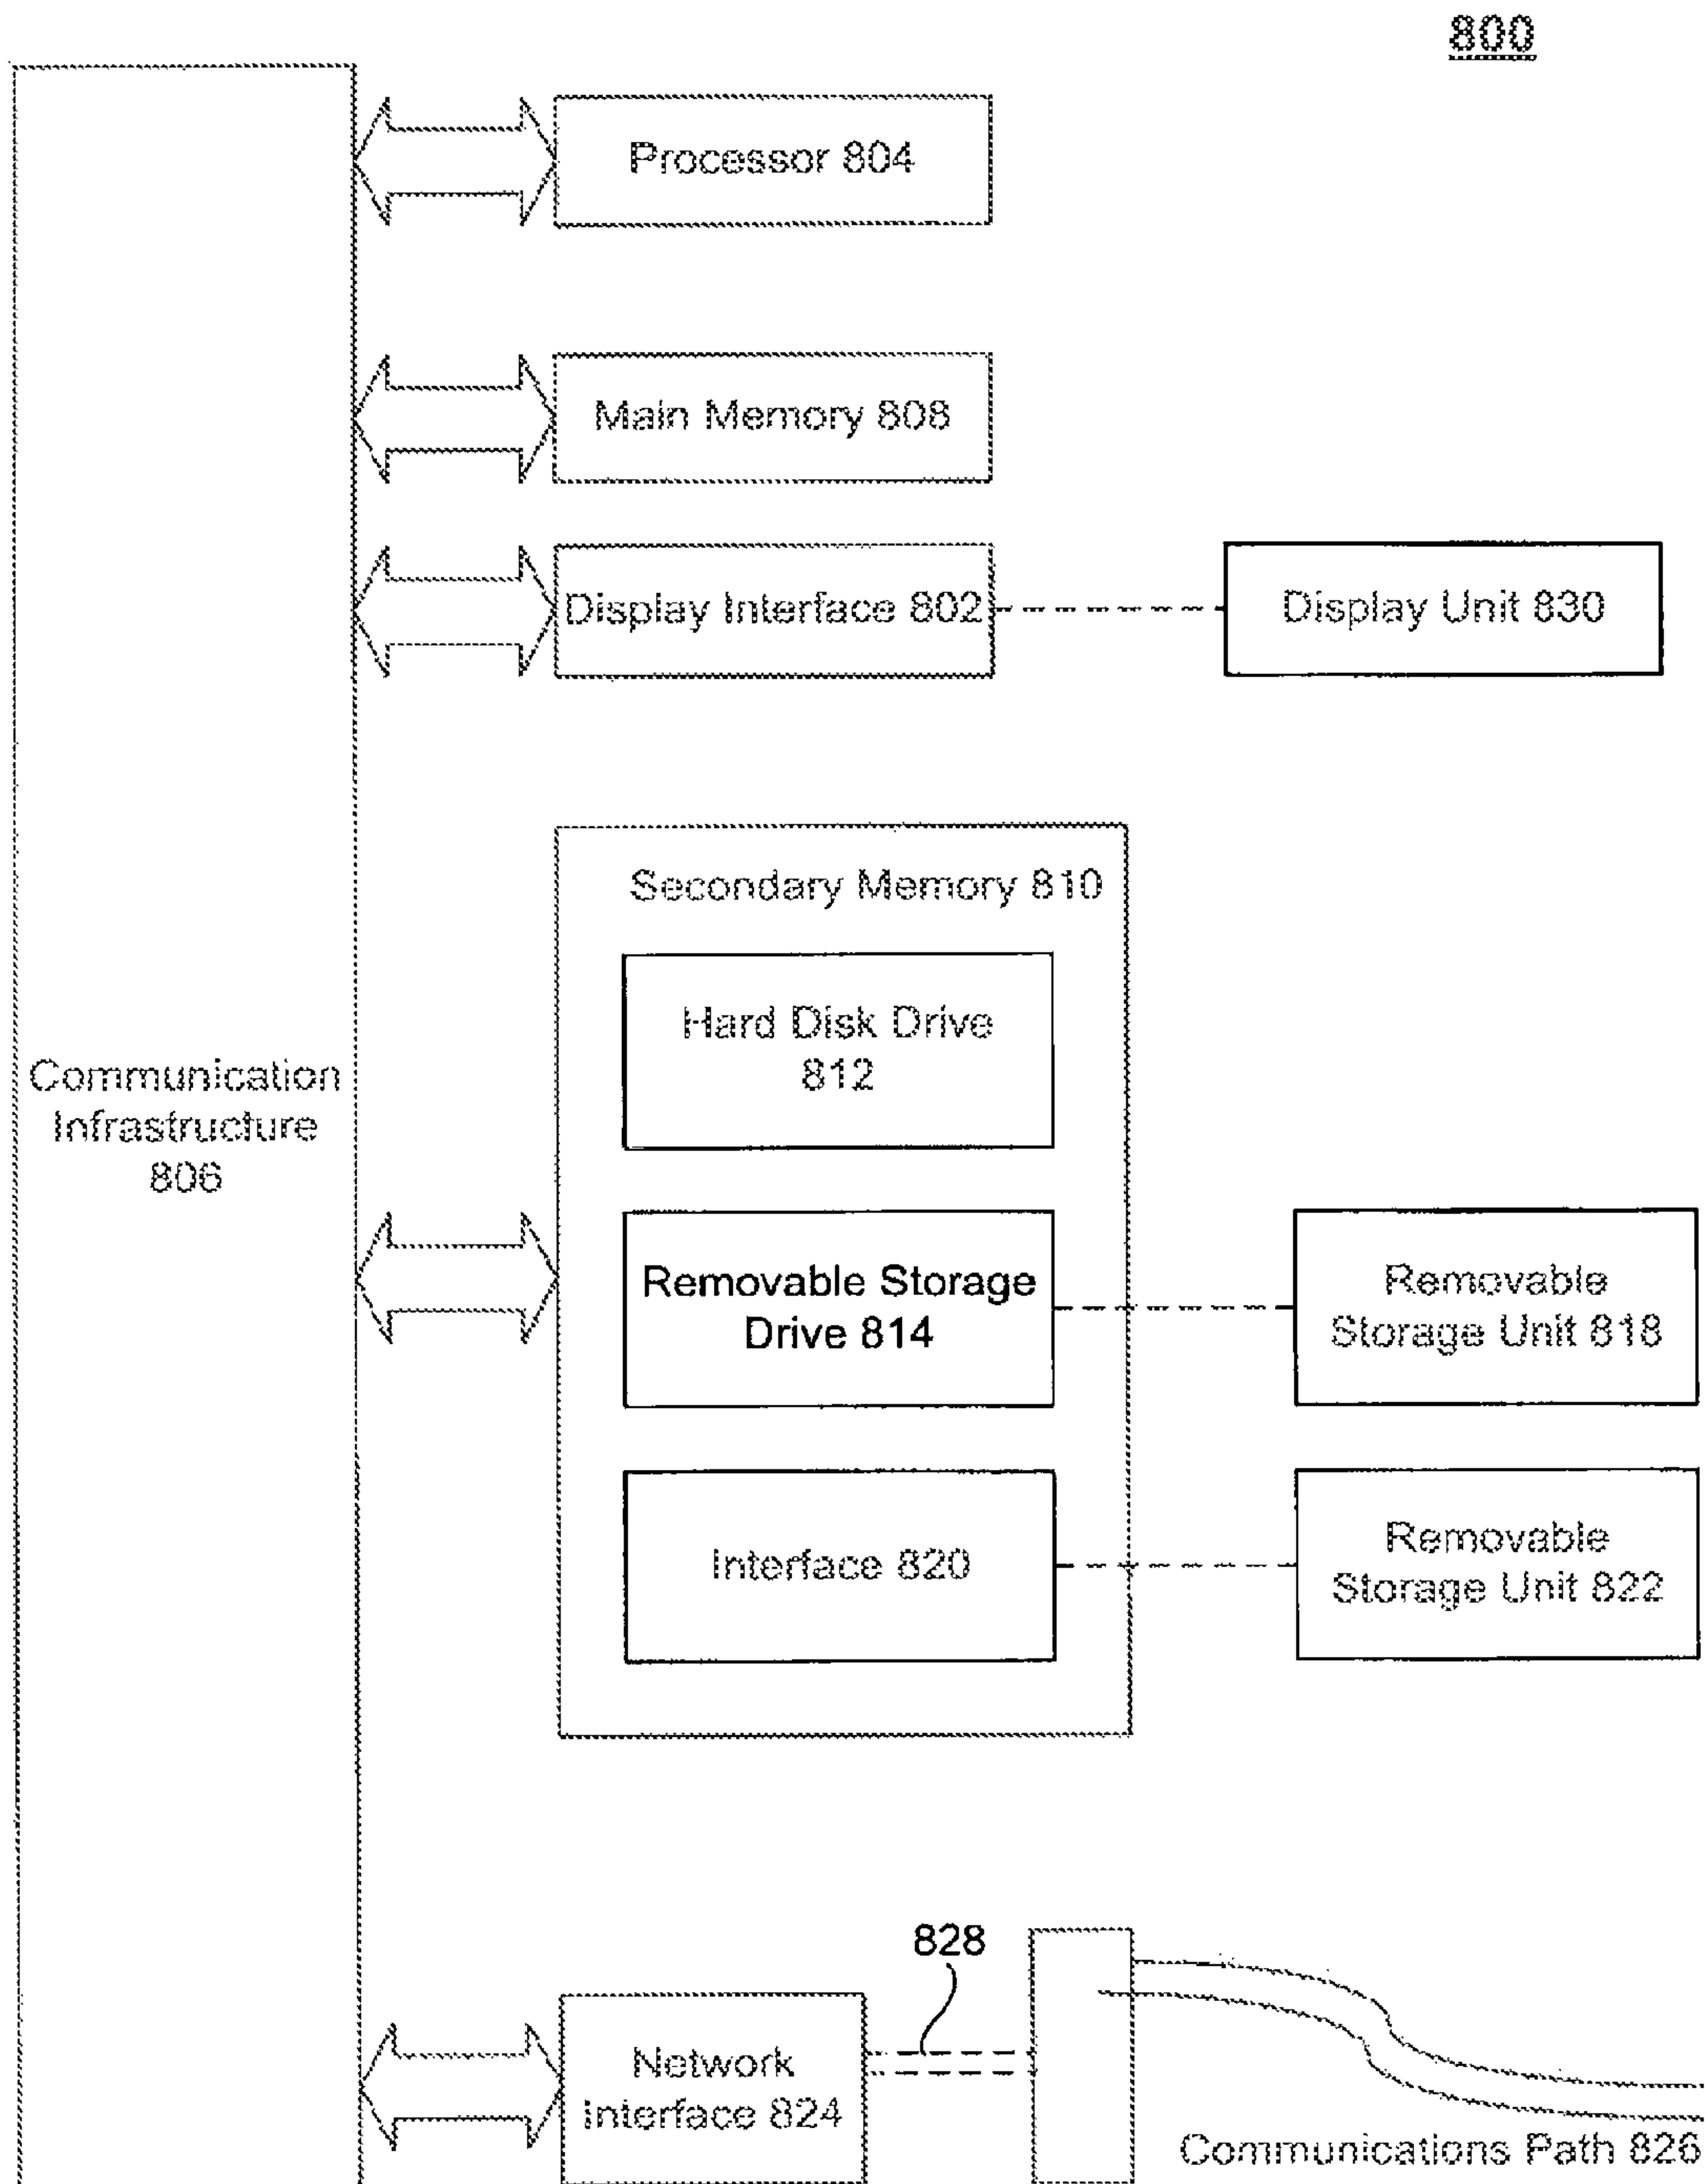 800
Processor 804
Main Memory 808
Display Interface 802
Display Unit 830
Secondary Memory 810
Hard Disk Drive
812
Communication
Infrastructure
806
Removable Storage
Drive 814
Removable
Storage Unit 818
Interface 820
Removable
Storage Unit 822
828
Network
Interface 824
Communications Path 826